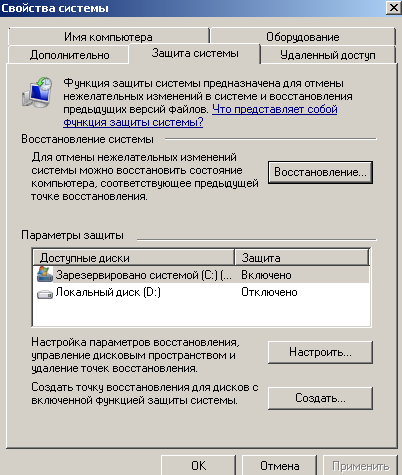 Свойства системы
Имя компьютера
Оборудование
Дополнительно
Защита системы
Удаленный доступ
Функция защиты системы предназначена для отмены
нежелательных изменений в системе и восстановления
предыдущих версий файлов. Что представляет собой
функция защиты системы?
Восстановление системы
Для отмены нежелательных изменений
системы можно восстановить состояние
компьютера, соответствующее предыдущей
точке восстановления.
Восстановление...
Параметры защиты
Доступные диски
Защита
Зарезервировано системой (C:) (...
Включено
Локальный диск (D:)
Отключено
Настройка параметров восстановления,
управление дисковым пространством и
удаление точек восстановления.
Настроить...
Создать точку восстановления для дисков с
включенной функцией защиты системы.
Создать...
ОК
Отмена
Применить